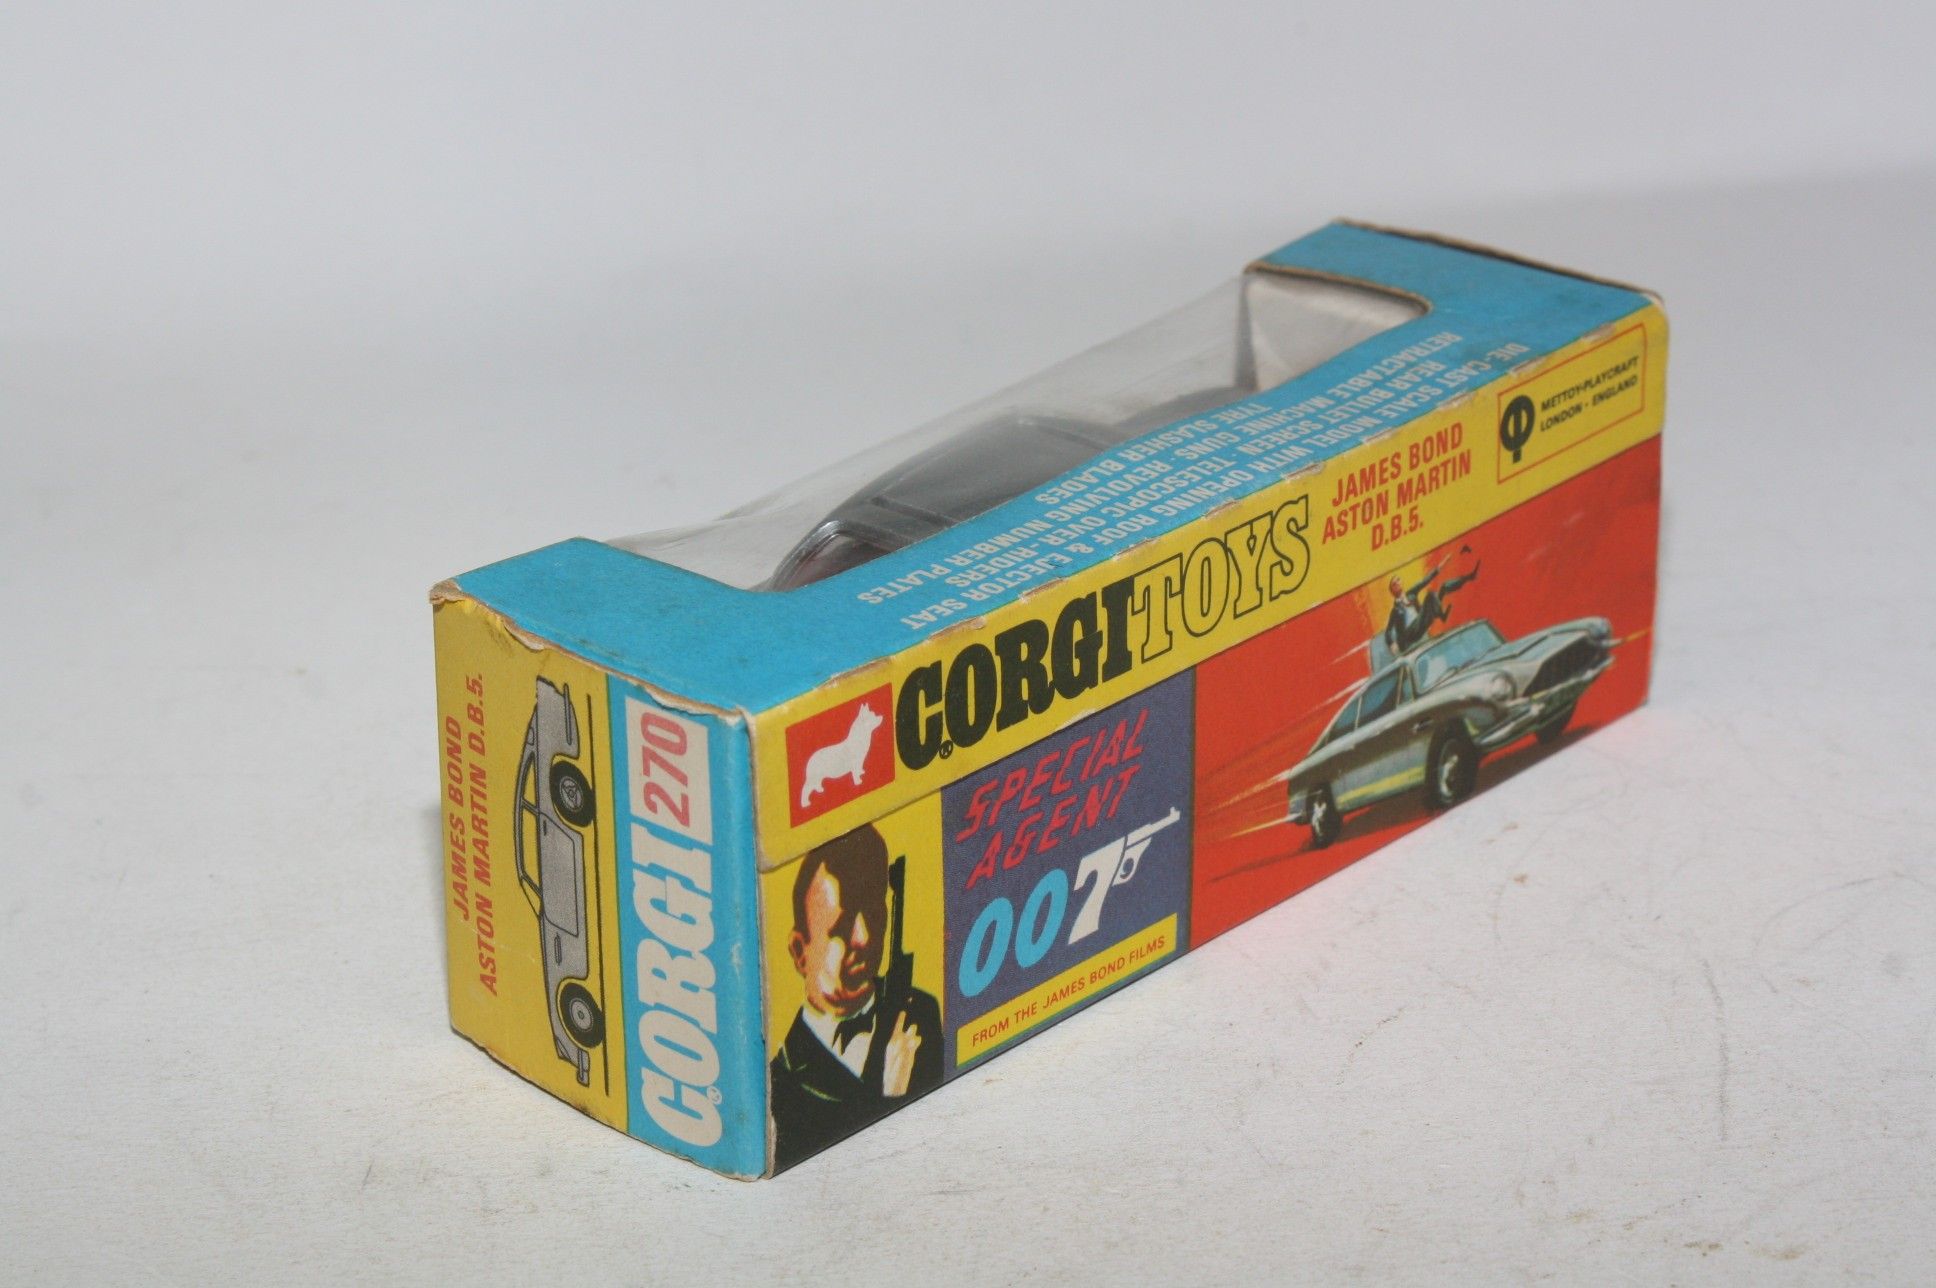 DIE-CAST SCALE MODEL WITH OPENING ROOF & EJECTOR SEAT
REAR BULLET SCREEN · TELESCOPIC OVER-RIDERS
RETRACTABLE MACHINE GUNS · REVOLVING NUMBER PLATES
TYRE SLASHER BLADES
CORGI TOYS
JAMES BOND
ASTON MARTIN
D.B.5.
METTOY-PLAYCRAFT
LONDON · ENGLAND
SPECIAL
AGENT
007
FROM THE JAMES BOND FILMS
JAMES BOND
ASTON MARTIN D.B.5.
CORGI 270